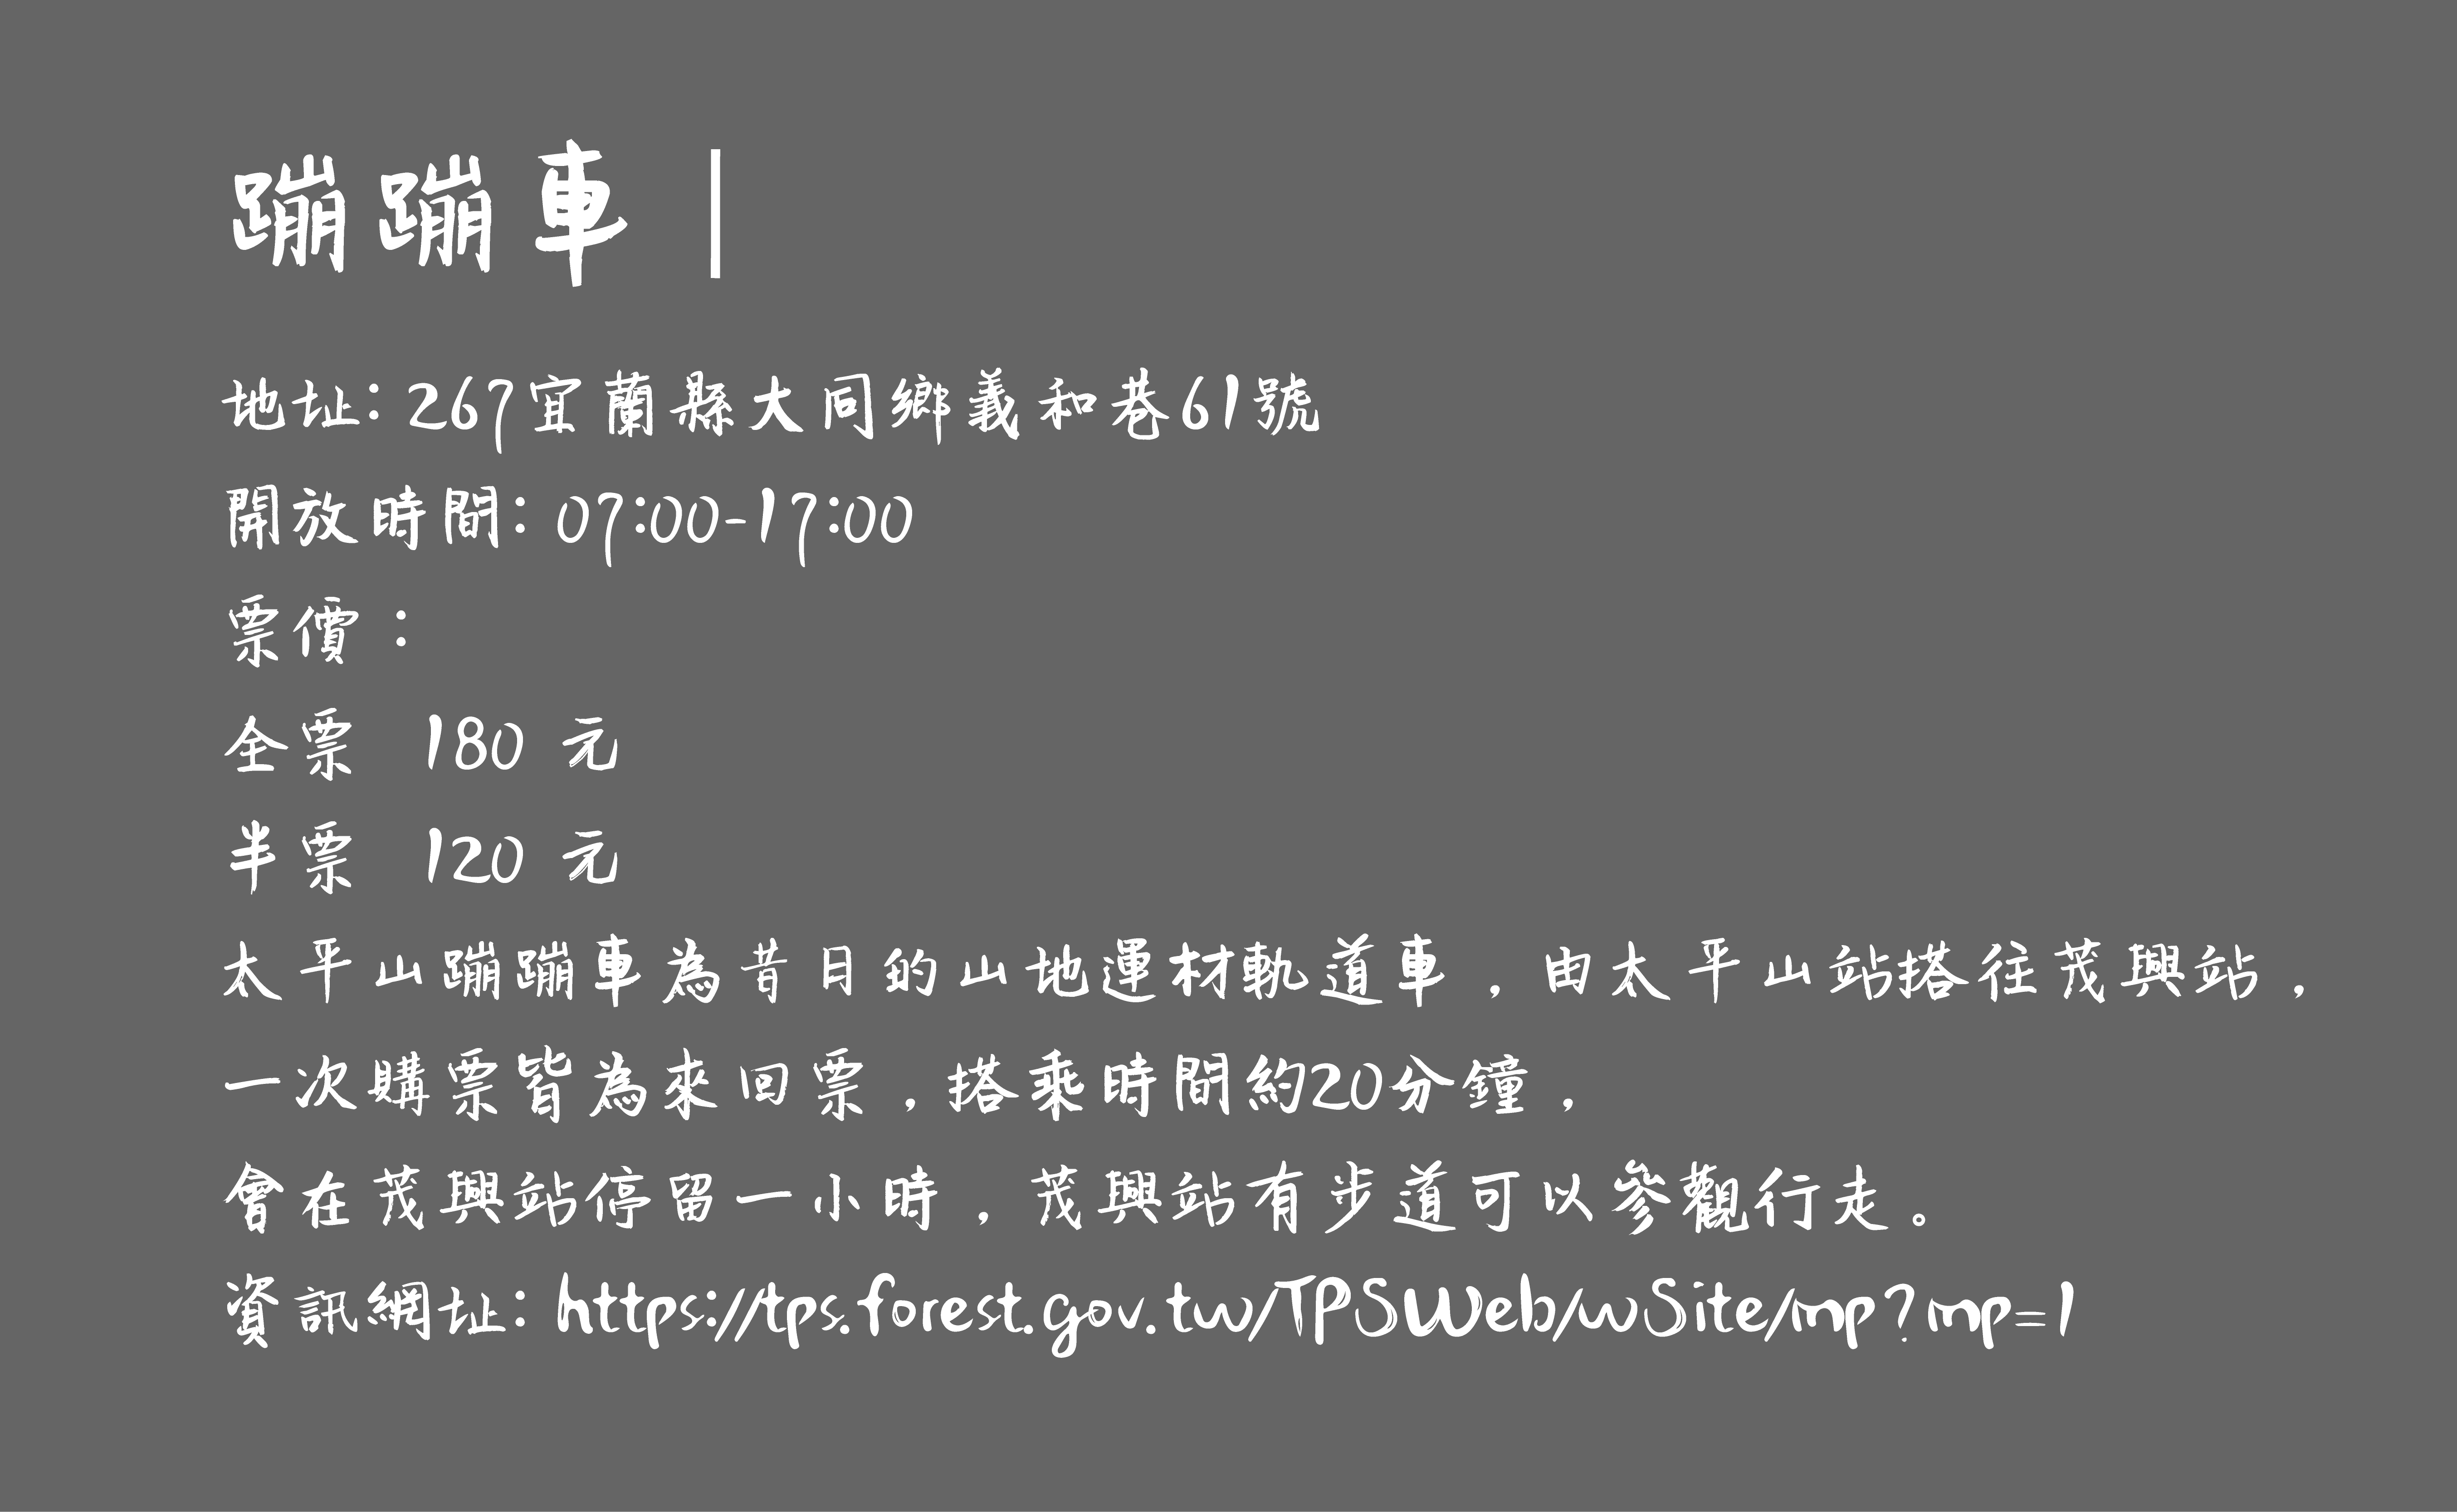 蹦蹦車｜
地址：267宜蘭縣大同鄉義和巷61號
開放時間：07:00-17:00
票價：
全票 180 元
半票 120 元
太平山蹦蹦車為昔日的山地運材軌道車，由太平山站搭往茂興站，
一次購票皆為來回票，搭乘時間約20分鐘，
會在茂興站停留一小時，茂興站有步道可以參觀行走。
資訊網址：https://tps.forest.gov.tw/TPSWeb/wSite/mp?mp=1